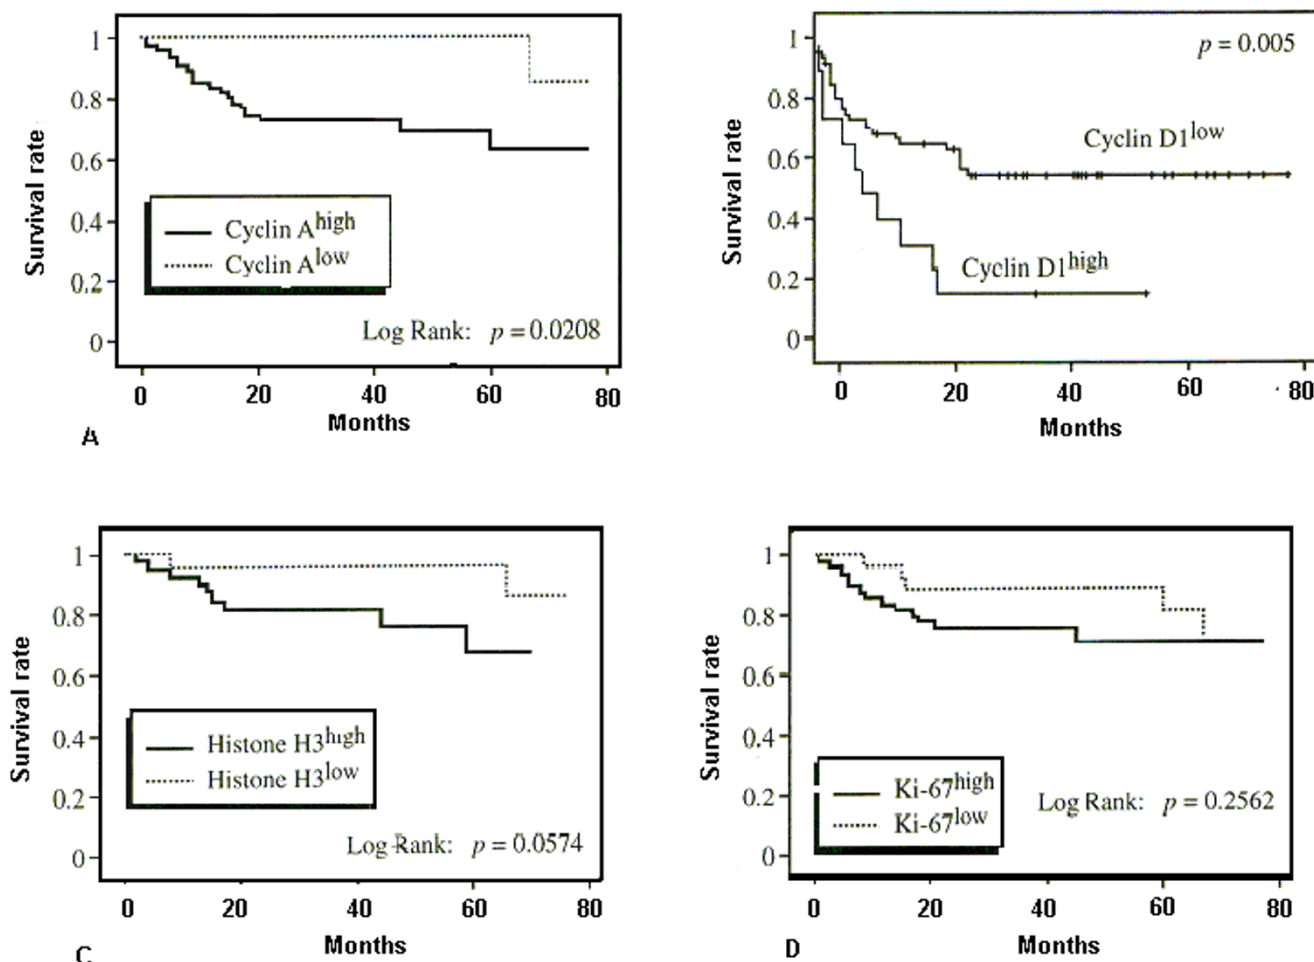 1
0.8
0.6
0.4
0.2
0
Survival rate
Cyclin A^high
Cyclin A^low
Log Rank: p = 0.0208
0 20 40 60 80
Months
A
1
0.8
0.6
0.4
0.2
0
Survival rate
p = 0.005
Cyclin D1^low
Cyclin D1^high
0 20 40 60 80
Months
1
0.8
0.6
0.4
0.2
0
Survival rate
Histone H3^high
Histone H3^low
Log Rank: p = 0.0574
0 20 40 60 80
Months
C
1
0.8
0.6
0.4
0.2
0
Survival rate
Ki-67^high
Ki-67^low
Log Rank: p = 0.2562
0 20 40 60 80
Months
D